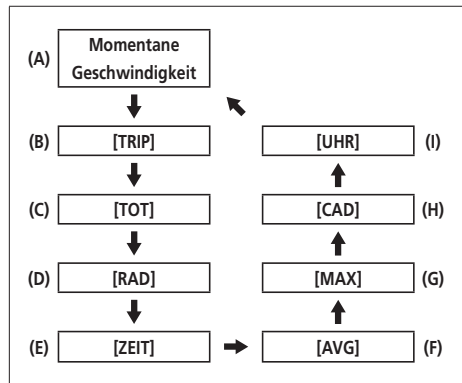 (A) Momentane
Geschwindigkeit
(B) [TRIP] [UHR] (I)
(C) [TOT] [CAD] (H)
(D) [RAD] [MAX] (G)
(E) [ZEIT] [AVG] (F)